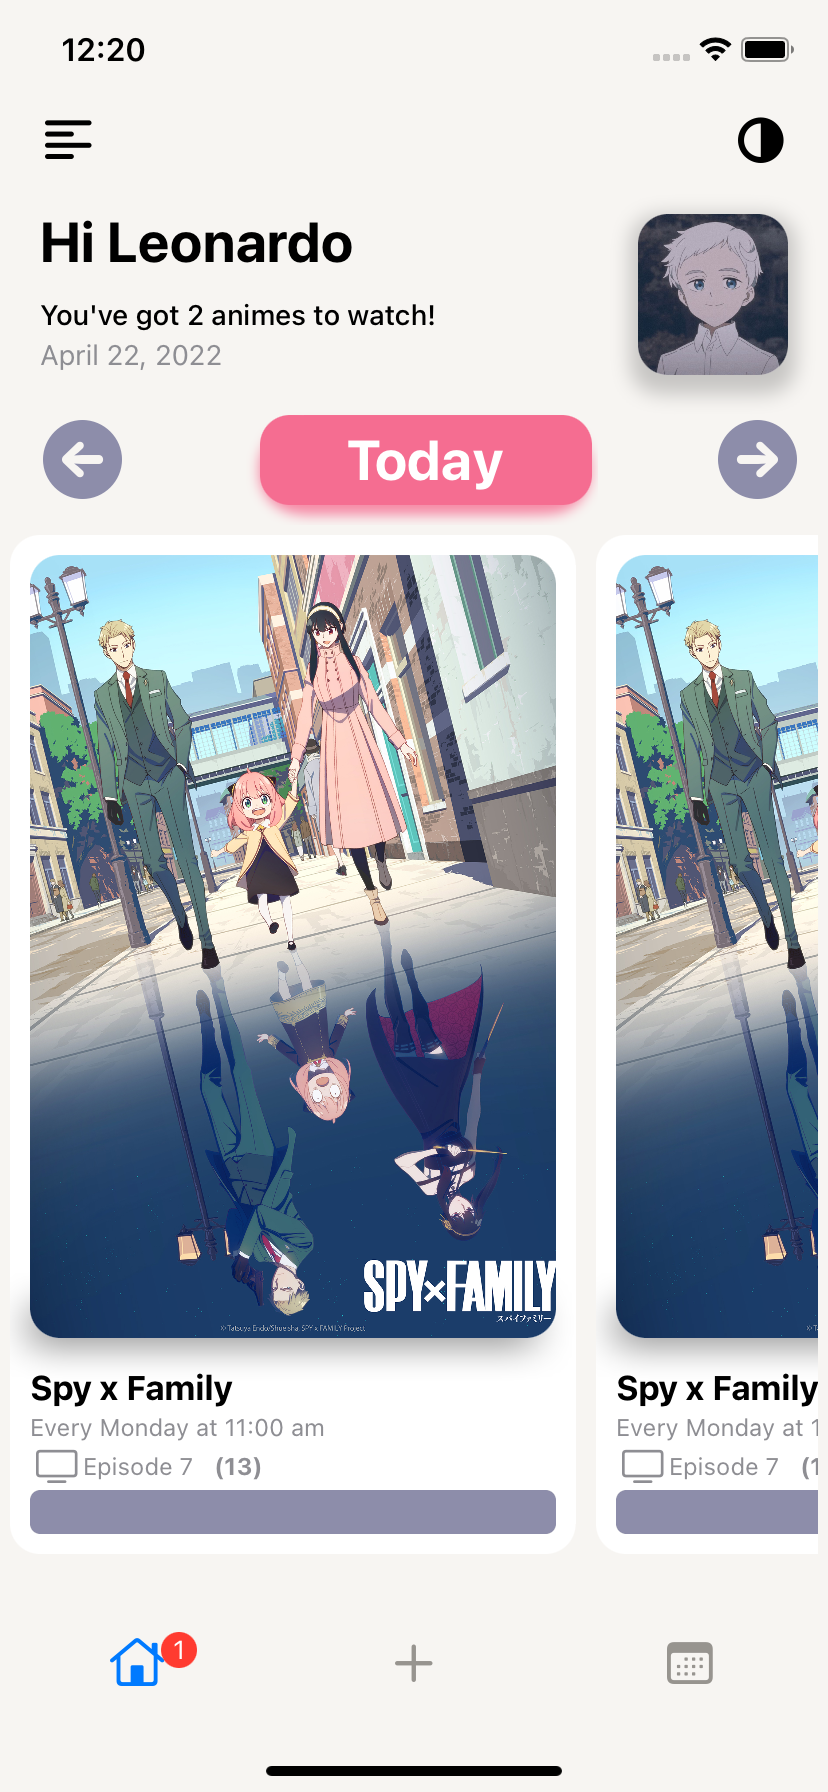 12:20
Hi Leonardo
You've got 2 animes to watch!
April 22, 2022
Today
SPY×FAMILY
スパイファミリー
©Tatsuya Endo/Shueisha, SPY x FAMILY Project
Spy x Family
Every Monday at 11:00 am
Episode 7 (13)
Spy x Family
Every Monday at 1
Episode 7 (1
1